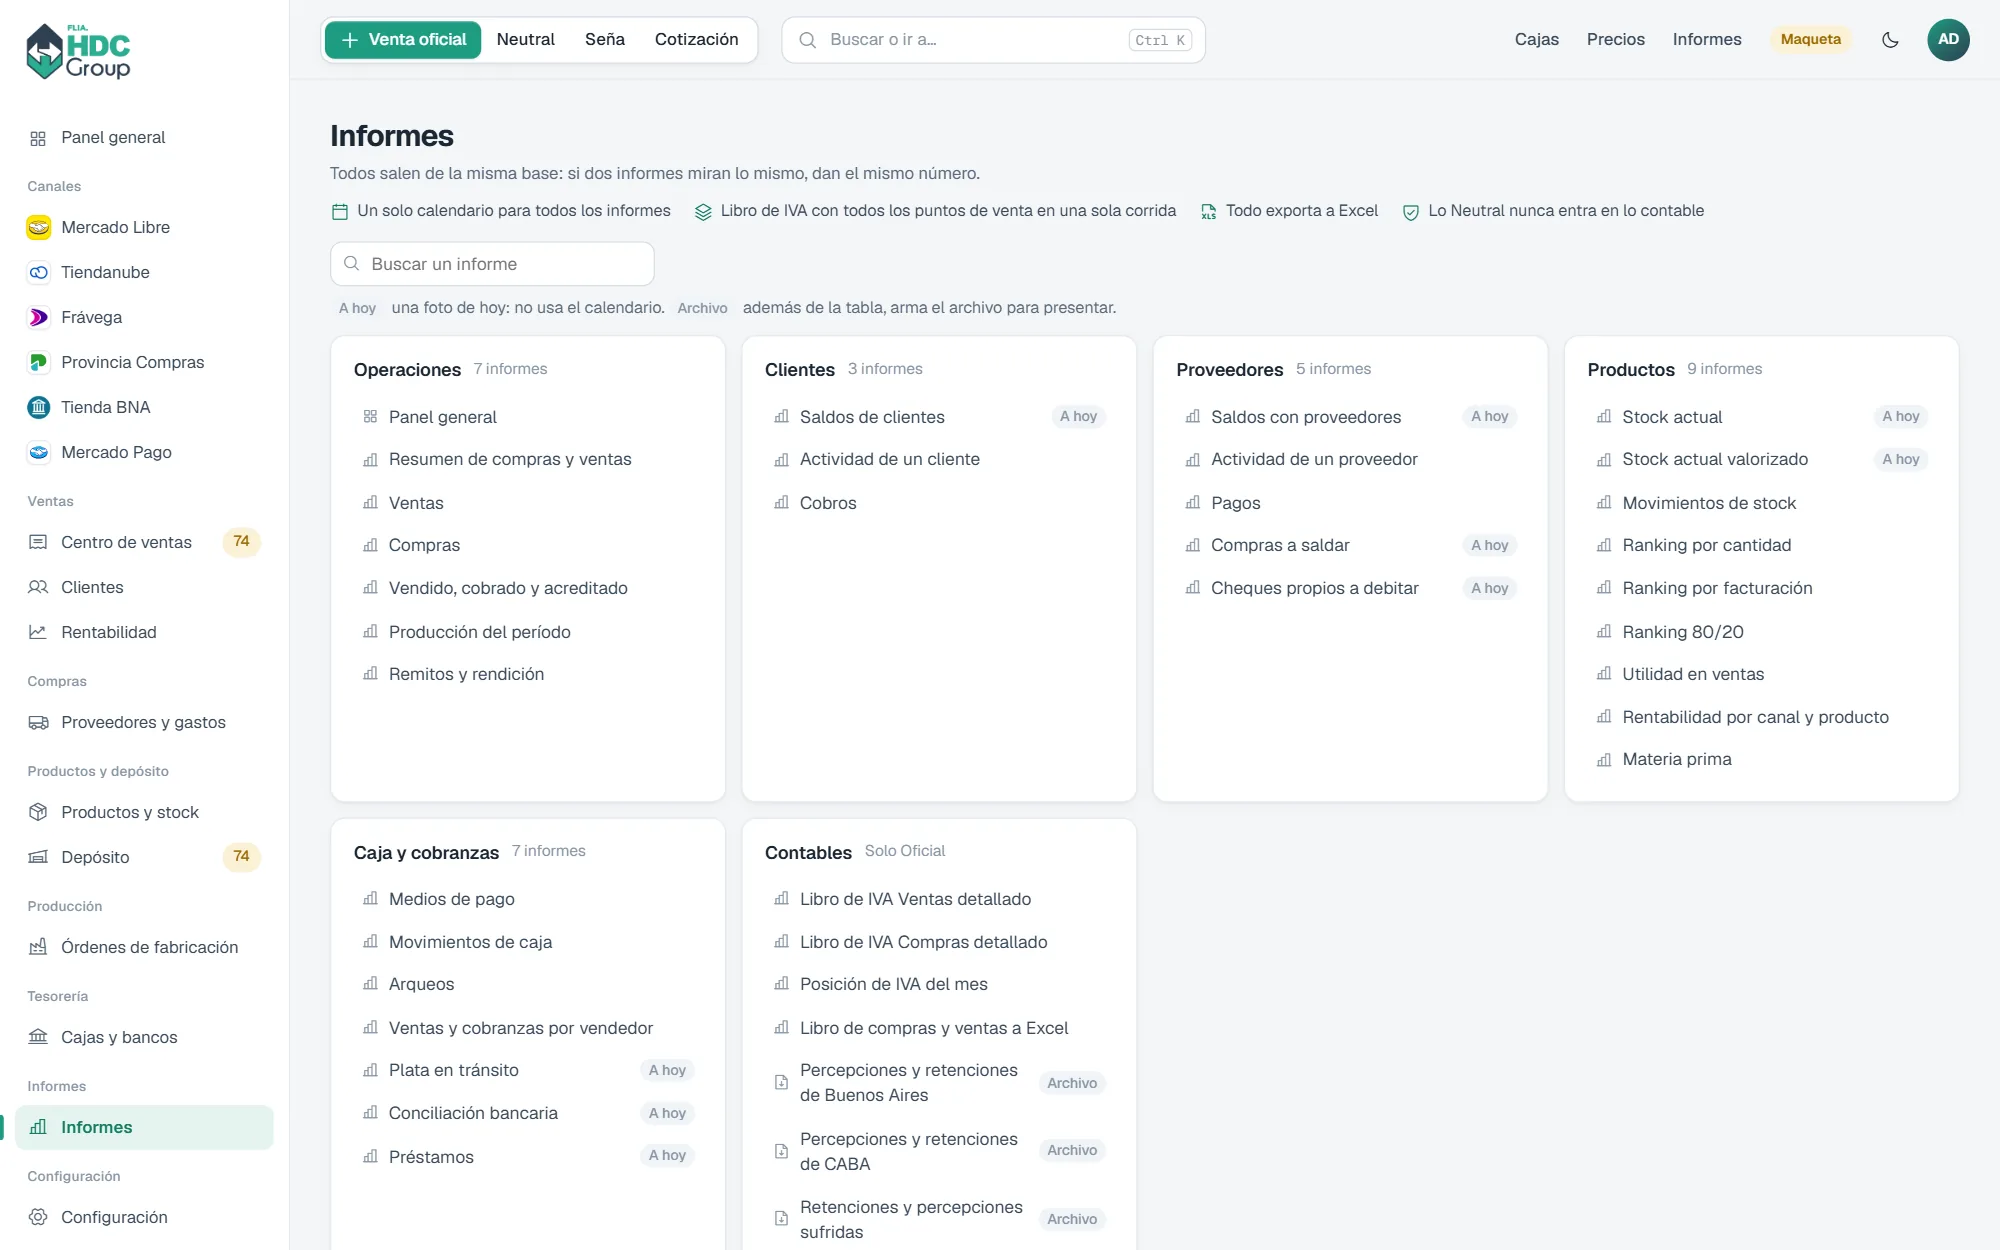 FLIA.
HDC
Group
Panel general
Canales
Mercado Libre
Tiendanube
Frávega
Provincia Compras
Tienda BNA
Mercado Pago
Ventas
Centro de ventas 74
Clientes
Rentabilidad
Compras
Proveedores y gastos
Productos y depósito
Productos y stock
Depósito 74
Producción
Órdenes de fabricación
Tesorería
Cajas y bancos
Informes
Informes
Configuración
Configuración
Venta oficial Neutral Seña Cotización
Buscar o ir a... Ctrl K
Cajas Precios Informes Maqueta AD
Informes
Todos salen de la misma base: si dos informes miran lo mismo, dan el mismo número.
Un solo calendario para todos los informes Libro de IVA con todos los puntos de venta en una sola corrida XLS Todo exporta a Excel Lo Neutral nunca entra en lo contable
Buscar un informe
A hoy una foto de hoy: no usa el calendario. Archivo además de la tabla, arma el archivo para presentar.
Operaciones 7 informes
Panel general
Resumen de compras y ventas
Ventas
Compras
Vendido, cobrado y acreditado
Producción del período
Remitos y rendición
Clientes 3 informes
Saldos de clientes A hoy
Actividad de un cliente
Cobros
Proveedores 5 informes
Saldos con proveedores A hoy
Actividad de un proveedor
Pagos
Compras a saldar A hoy
Cheques propios a debitar A hoy
Productos 9 informes
Stock actual A hoy
Stock actual valorizado A hoy
Movimientos de stock
Ranking por cantidad
Ranking por facturación
Ranking 80/20
Utilidad en ventas
Rentabilidad por canal y producto
Materia prima
Caja y cobranzas 7 informes
Medios de pago
Movimientos de caja
Arqueos
Ventas y cobranzas por vendedor
Plata en tránsito A hoy
Conciliación bancaria A hoy
Préstamos A hoy
Contables Solo Oficial
Libro de IVA Ventas detallado
Libro de IVA Compras detallado
Posición de IVA del mes
Libro de compras y ventas a Excel
Percepciones y retenciones
de Buenos Aires Archivo
Percepciones y retenciones
de CABA Archivo
Retenciones y percepciones
sufridas Archivo